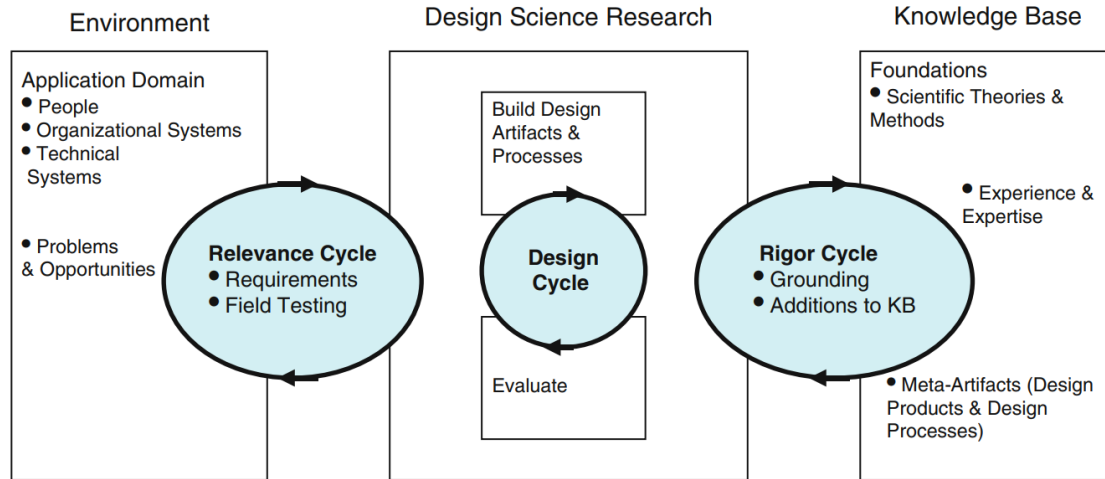 Environment
Design Science Research
Knowledge Base
Application Domain
• People
• Organizational Systems
• Technical
Systems
• Problems
& Opportunities
Relevance Cycle
• Requirements
• Field Testing
Build Design
Artifacts &
Processes
Design
Cycle
Evaluate
Rigor Cycle
• Grounding
• Additions to KB
Foundations
• Scientific Theories &
Methods
• Experience &
Expertise
• Meta-Artifacts (Design
Products & Design
Processes)